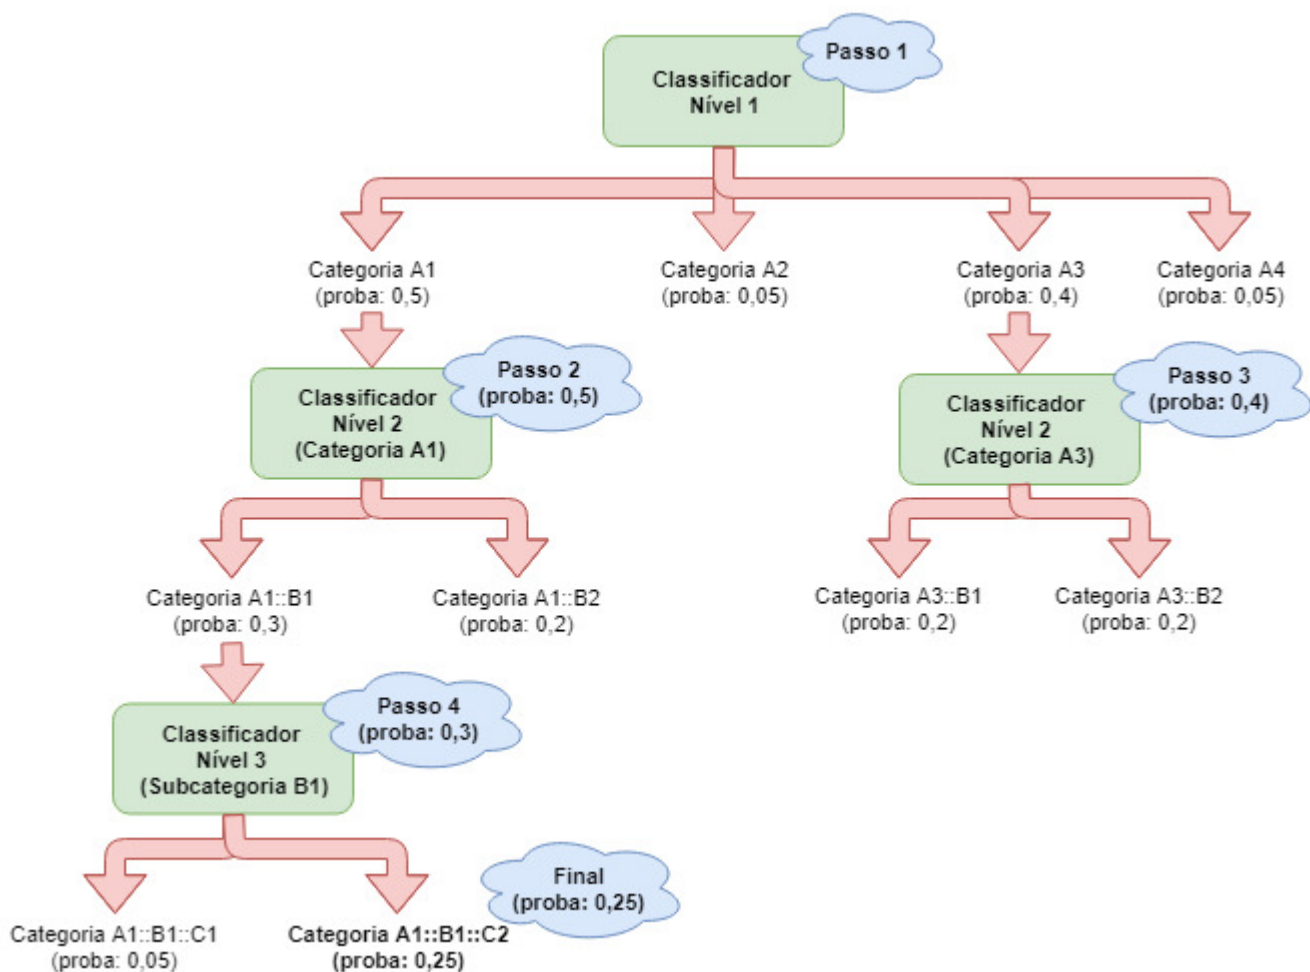 Passo 1
Classificador
Nível 1
Categoria A1
(proba: 0,5)
Categoria A2
(proba: 0,05)
Categoria A3
(proba: 0,4)
Categoria A4
(proba: 0,05)
Passo 2
(proba: 0,5)
Classificador
Nível 2
(Categoria A1)
Passo 3
(proba: 0,4)
Classificador
Nível 2
(Categoria A3)
Categoria A1::B1
(proba: 0,3)
Categoria A1::B2
(proba: 0,2)
Categoria A3::B1
(proba: 0,2)
Categoria A3::B2
(proba: 0,2)
Passo 4
(proba: 0,3)
Classificador
Nível 3
(Subcategoria B1)
Final
(proba: 0,25)
Categoria A1::B1::C1
(proba: 0,05)
Categoria A1::B1::C2
(proba: 0,25)